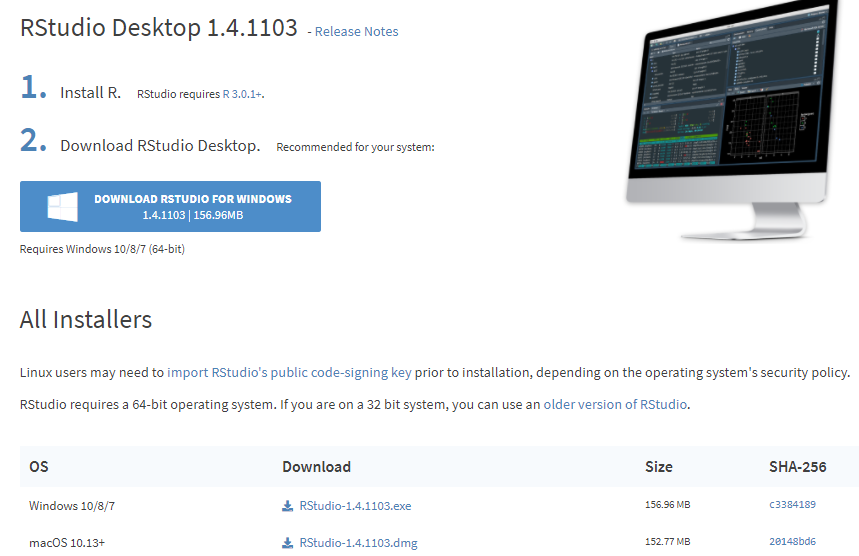 RStudio Desktop 1.4.1103 - Release Notes
1. Install R. RStudio requires R 3.0.1+.
2. Download RStudio Desktop. Recommended for your system:
DOWNLOAD RSTUDIO FOR WINDOWS
1.4.1103 | 156.96MB
Requires Windows 10/8/7 (64-bit)
All Installers
Linux users may need to import RStudio's public code-signing key prior to installation, depending on the operating system's security policy.
RStudio requires a 64-bit operating system. If you are on a 32 bit system, you can use an older version of RStudio.
OS Download Size SHA-256
Windows 10/8/7 RStudio-1.4.1103.exe 156.96 MB c3384189
macOS 10.13+ RStudio-1.4.1103.dmg 152.77 MB 20148bd6